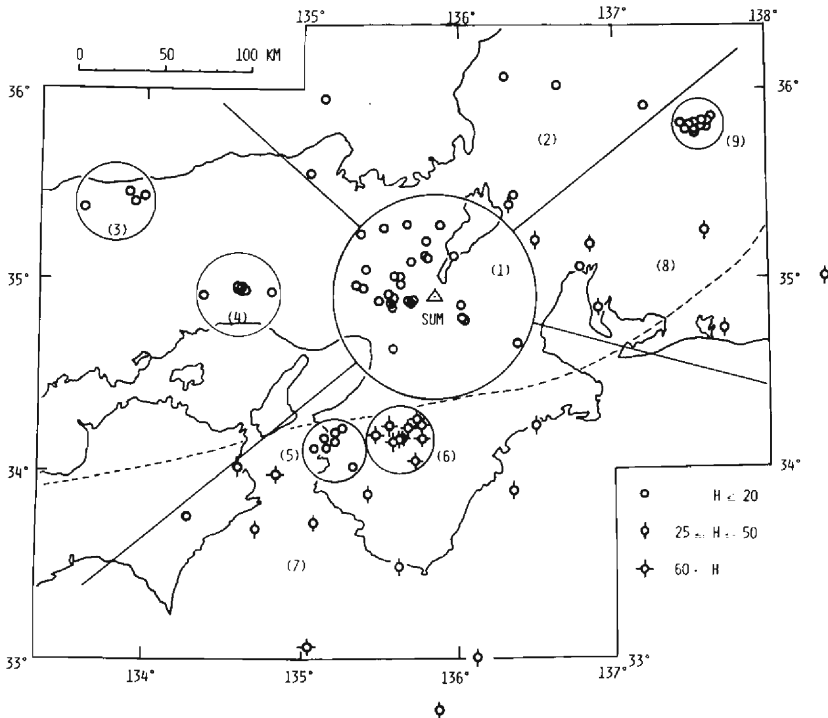 135° 136° 137° 138°
0 50 100 KM
36° 36°
(2)
(9)
(3)
(1)
35° 35°
(8)
(4)
SUM
34° 34°
(5) (6)
H ≤ 20
25 ≤ H ≤ 50
(7)
60 ≤ H
33° 33°
134° 135° 136° 137°